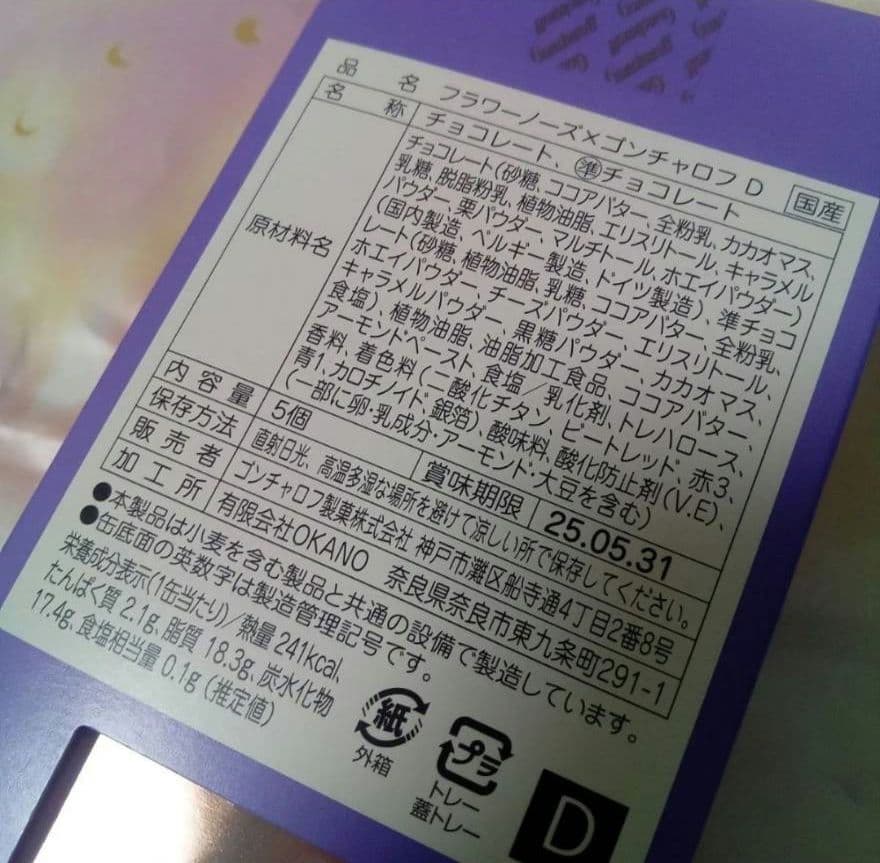 品名 フラワーノーズ×ゴンチャロフ D 国産
名称 チョコレート、準チョコレート
原材料名
チョコレート(砂糖、ココアバター、全粉乳、カカオマス、
乳糖、脱脂粉乳、植物油脂、エリスリトール、キャラメル
パウダー、栗パウダー、マルチトール、ホエイパウダー)
(国内製造、ベルギー製造、ドイツ製造)、準チョコ
レート(砂糖、植物油脂、乳糖、ココアバター、全粉乳、
ホエイパウダー、チーズパウダー、エリスリトール、
キャラメルパウダー、黒糖パウダー、カカオマス、
食塩)、植物油脂、油脂加工食品、ココアバター、
アーモンドペースト、食塩/乳化剤、トレハロース、
香料、着色料(二酸化チタン、ビートレッド、赤3、
青1、カロチノイド、銀箔)、酸味料、酸化防止剤(V.E)、
(一部に卵・乳成分・アーモンド・大豆を含む)
内容量 5個 賞味期限 25.05.31
保存方法 直射日光、高温多湿な場所を避けて涼しい所で保存してください。
販売者 ゴンチャロフ製菓株式会社 神戸市灘区船寺通4丁目2番8号
加工所 有限会社OKANO 奈良県奈良市東九条町291-1
●本製品は小麦を含む製品と共通の設備で製造しています。
●缶底面の英数字は製造管理記号です。
栄養成分表示(1缶当たり)/熱量 241kcal、
たんぱく質 2.1g、脂質 18.3g、炭水化物
17.4g、食塩相当量 0.1g (推定値)
紙
外箱
プラ
トレー
蓋トレー
D